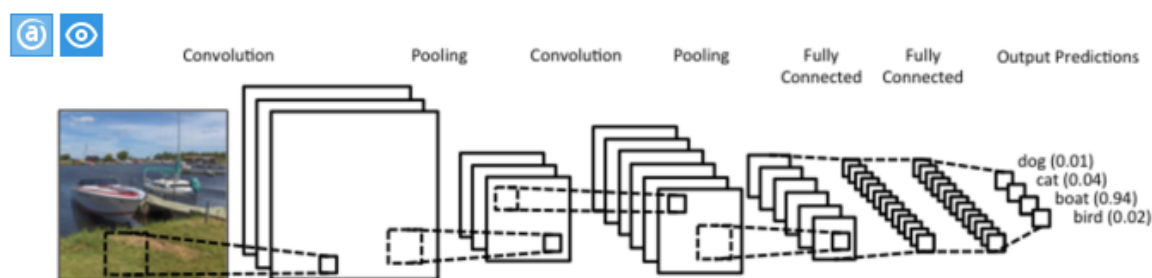 a
Convolution
Pooling
Convolution
Pooling
Fully
Connected
Fully
Connected
Output Predictions
dog (0.01)
cat (0.04)
boat (0.94)
bird (0.02)